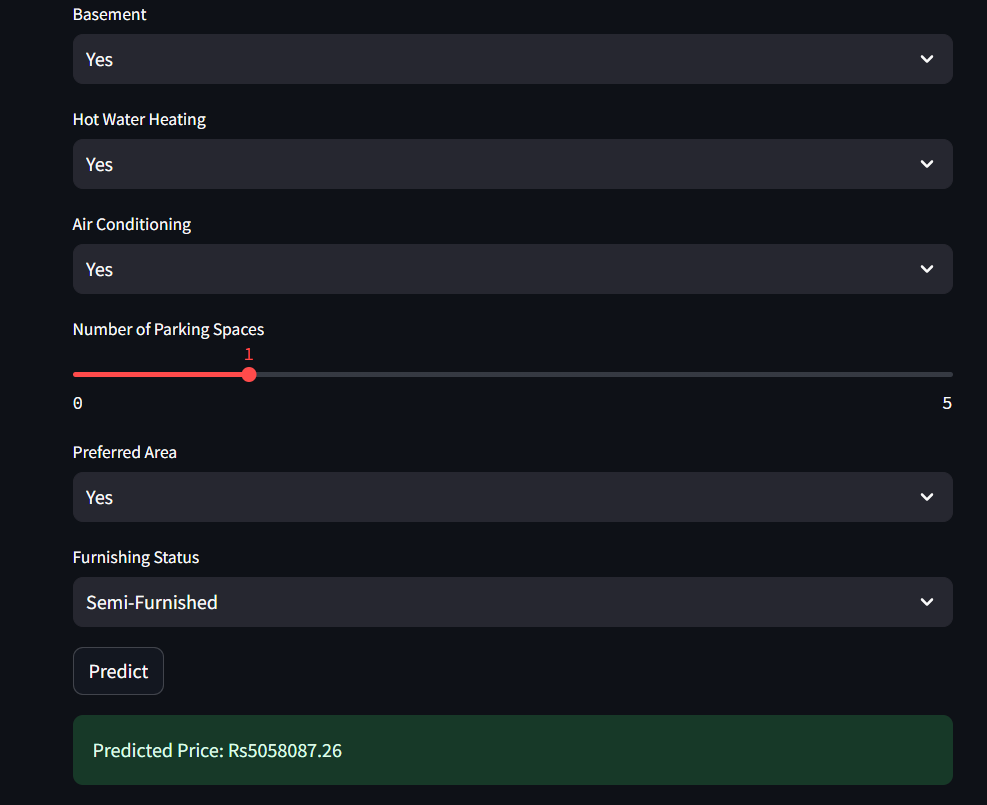 Basement
Yes
Hot Water Heating
Yes
Air Conditioning
Yes
Number of Parking Spaces
1
0 5
Preferred Area
Yes
Furnishing Status
Semi-Furnished
Predict
Predicted Price: Rs5058087.26